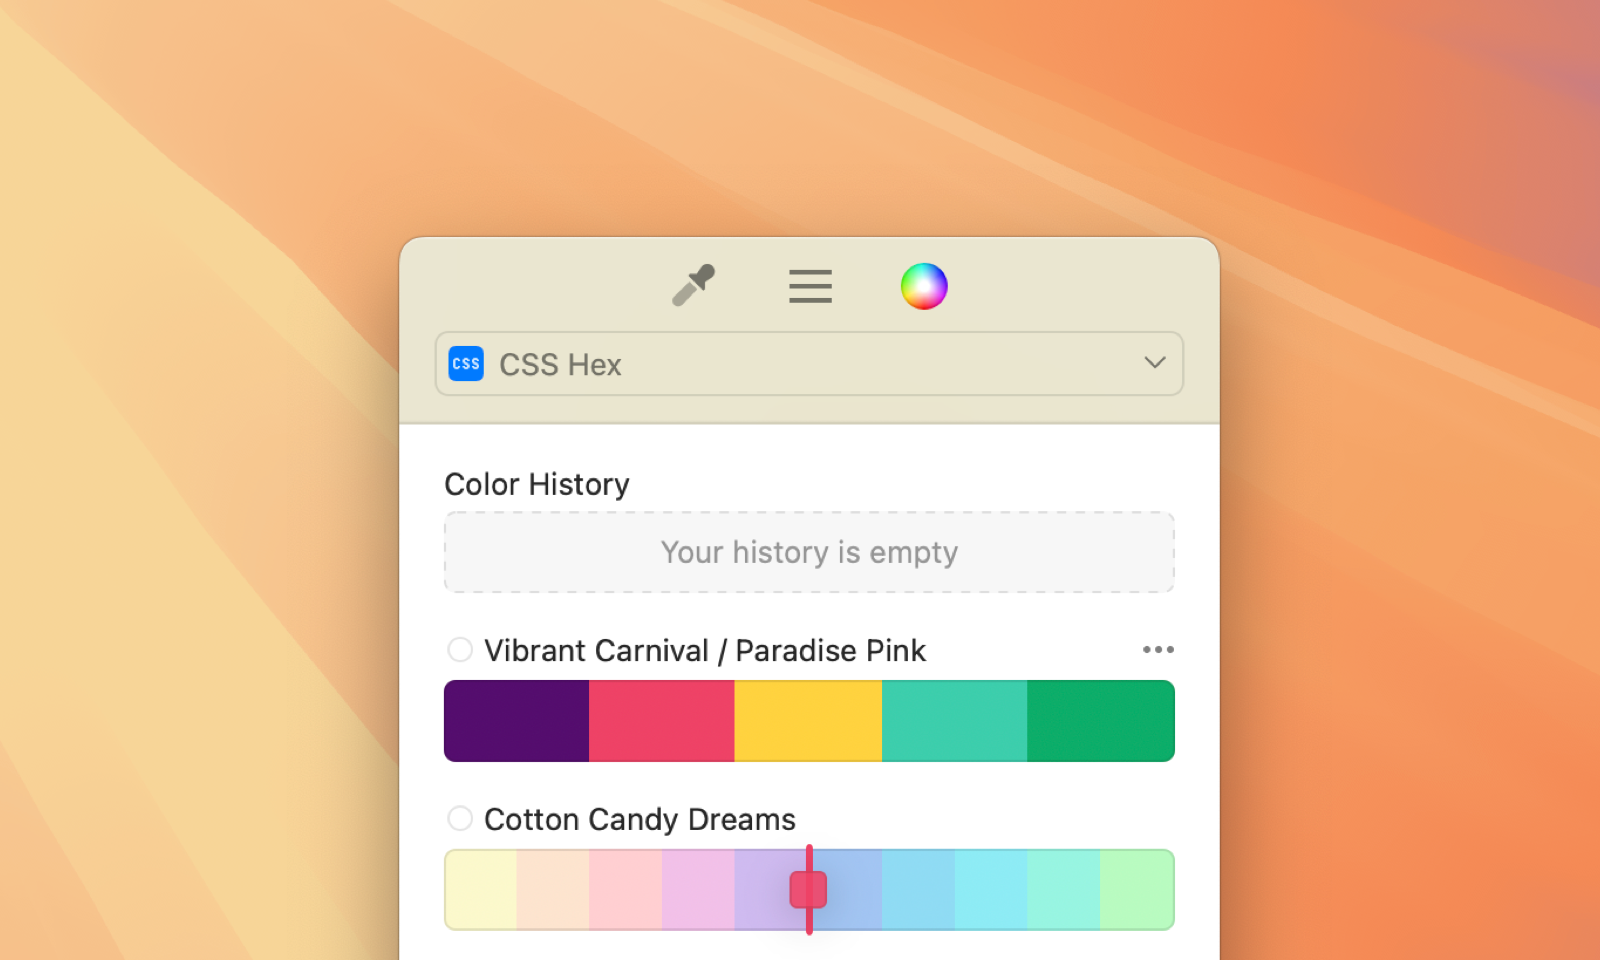 CSS CSS Hex
Color History
Your history is empty
Vibrant Carnival / Paradise Pink
Cotton Candy Dreams